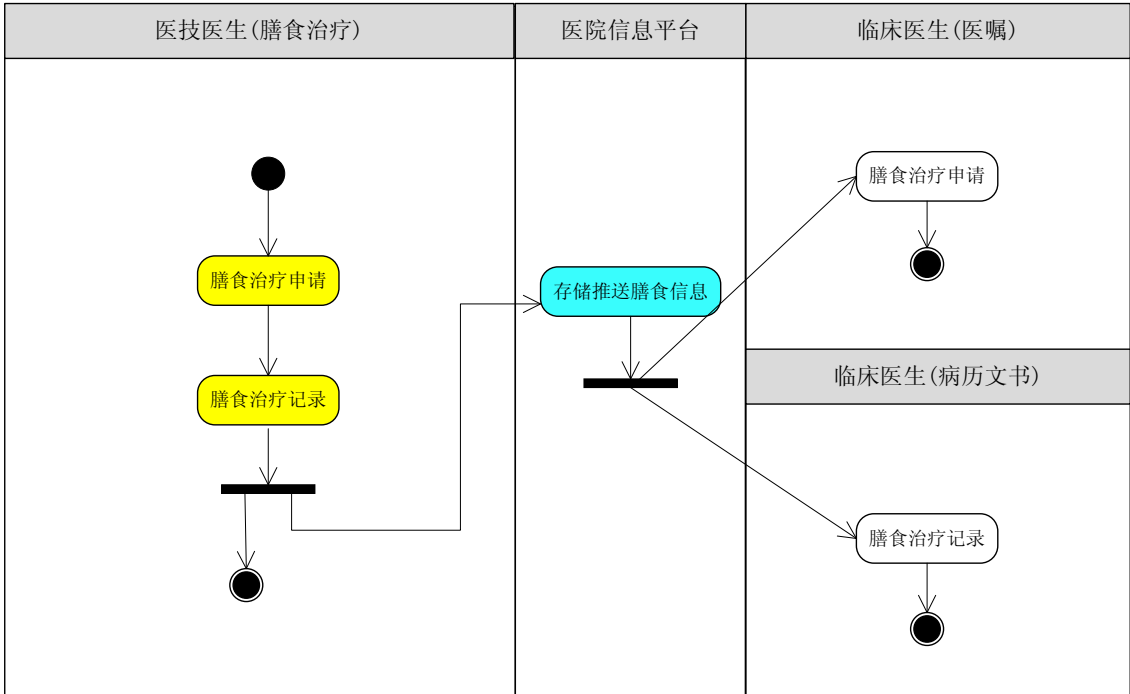 医技医生(膳食治疗)
医院信息平台
临床医生(医嘱)
膳食治疗申请
膳食治疗申请
存储推送膳食信息
临床医生(病历文书)
膳食治疗记录
膳食治疗记录